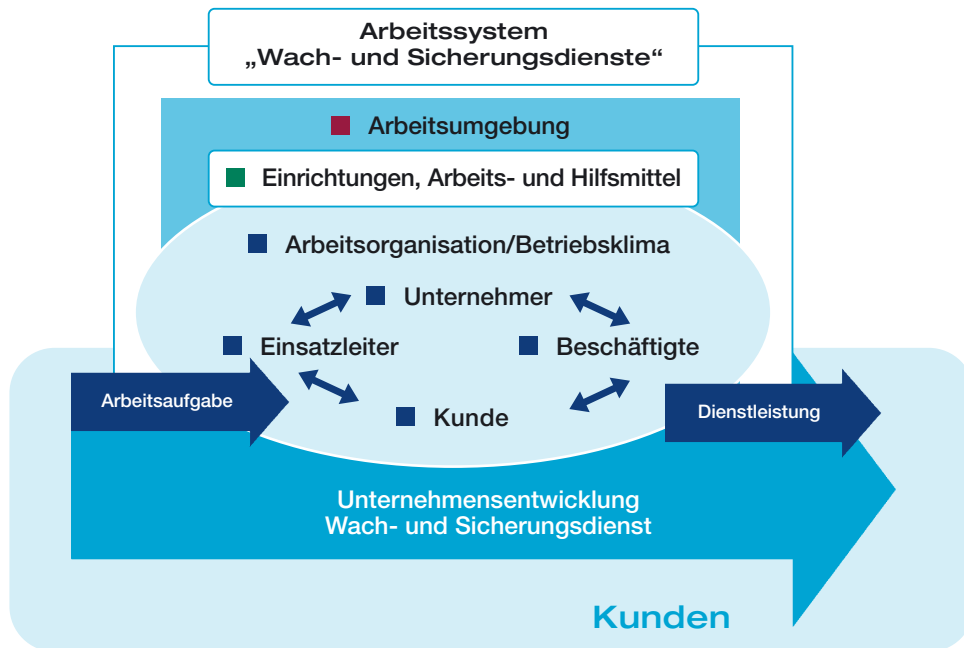 Arbeitssystem
„Wach- und Sicherungsdienste“
Arbeitsumgebung
Einrichtungen, Arbeits- und Hilfsmittel
Arbeitsorganisation/Betriebsklima
Unternehmer
Einsatzleiter
Beschäftigte
Kunde
Arbeitsaufgabe
Dienstleistung
Unternehmensentwicklung
Wach- und Sicherungsdienst
Kunden